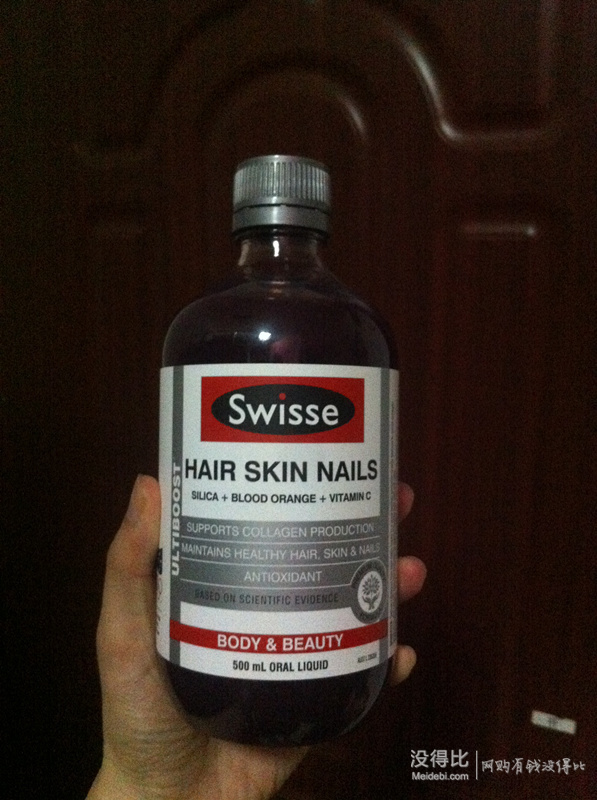 Swisse
HAIR SKIN NAILS
SILICA + BLOOD ORANGE + VITAMIN C
ULTIBOOST
SUPPORTS COLLAGEN PRODUCTION
MAINTAINS HEALTHY HAIR, SKIN & NAILS
ANTIOXIDANT
BASED ON SCIENTIFIC EVIDENCE
BODY & BEAUTY
500 mL ORAL LIQUID
没得比
Meidebi.com
网购有钱没得比